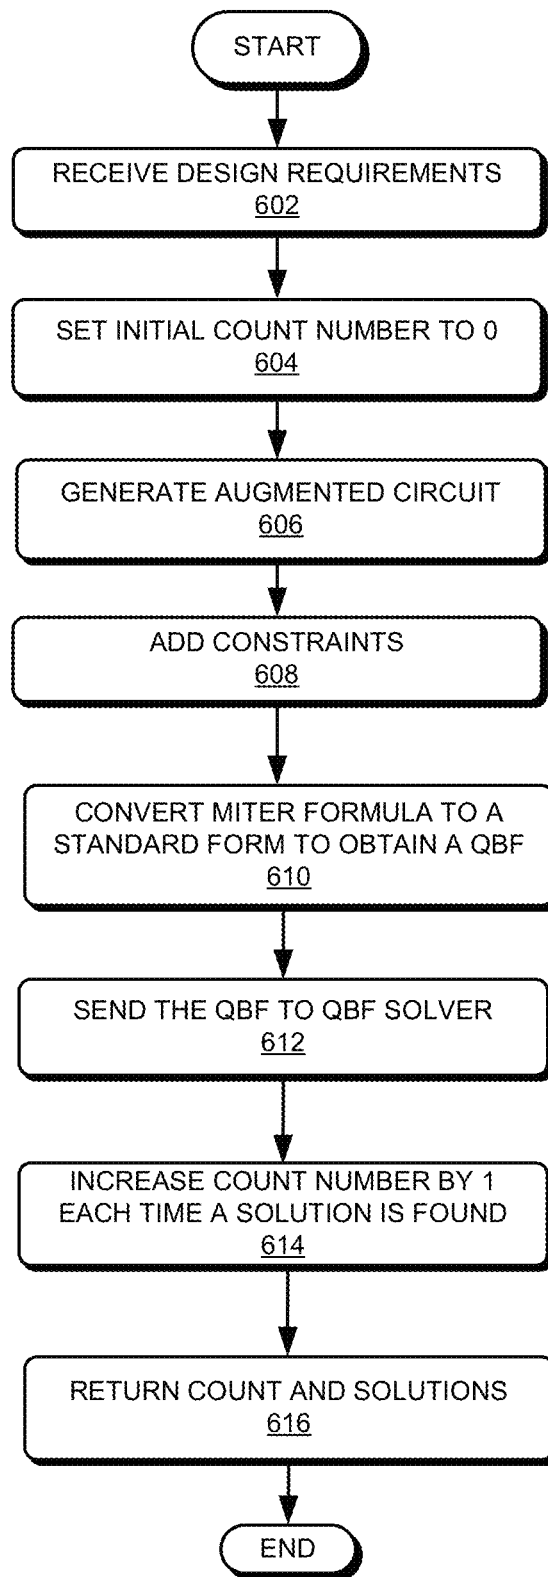 START
RECEIVE DESIGN REQUIREMENTS
602
SET INITIAL COUNT NUMBER TO 0
604
GENERATE AUGMENTED CIRCUIT
606
ADD CONSTRAINTS
608
CONVERT MITER FORMULA TO A
STANDARD FORM TO OBTAIN A QBF
610
SEND THE QBF TO QBF SOLVER
612
INCREASE COUNT NUMBER BY 1
EACH TIME A SOLUTION IS FOUND
614
RETURN COUNT AND SOLUTIONS
616
END